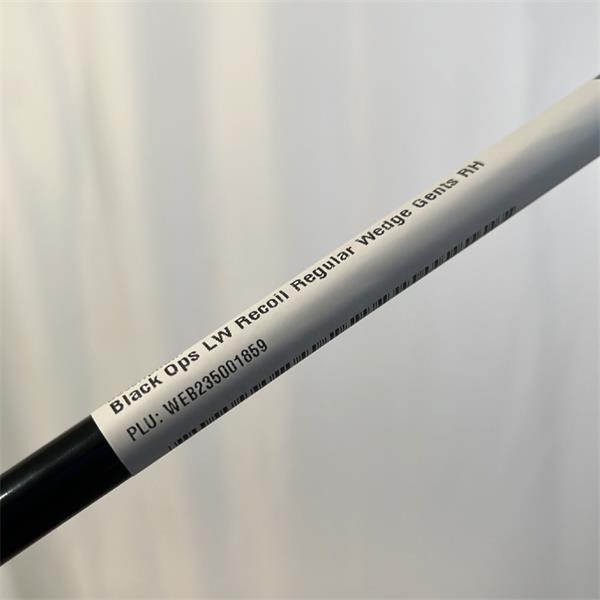 Black Ops LW Recoil Regular Wedge Gents RH
PLU: WEB235001859